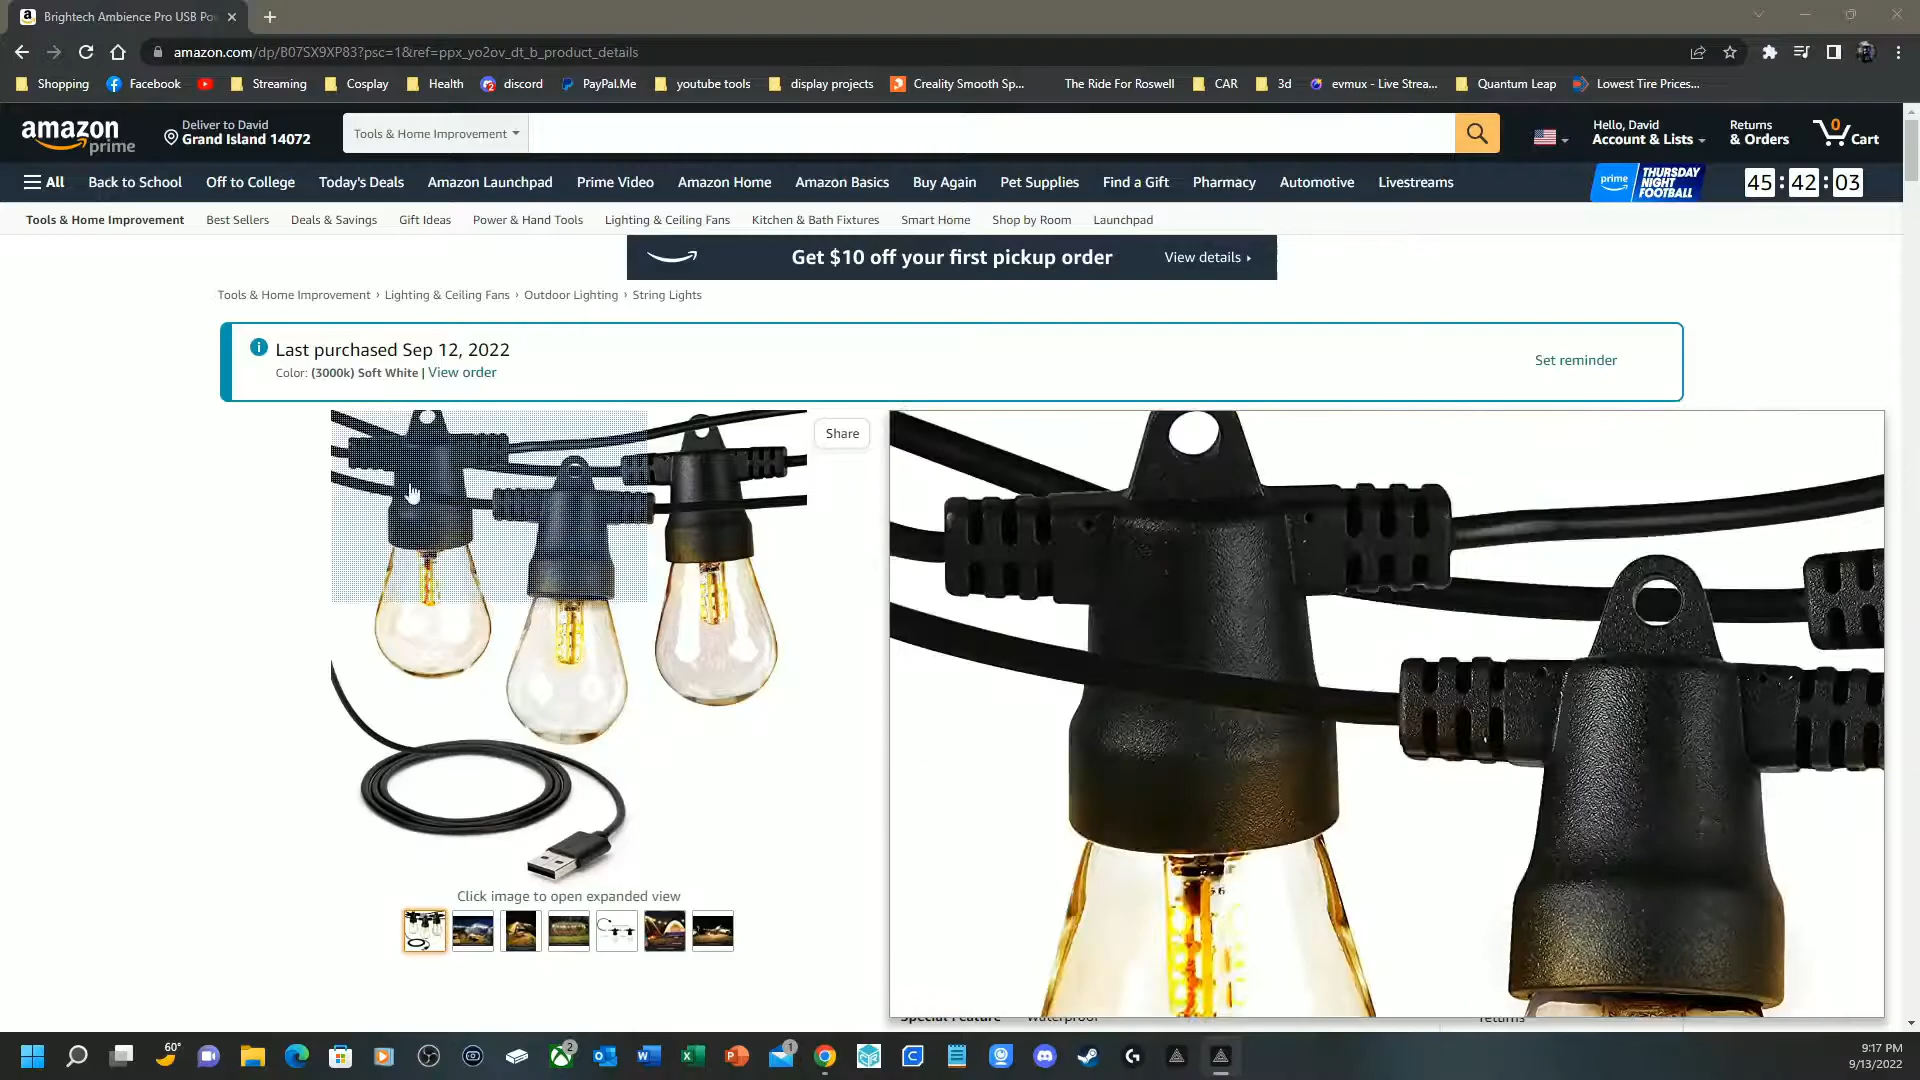 Brightech Ambience Pro USB Po
amazon.com/dp/B07SX9XP83?psc=1&ref=ppx_yo2ov_dt_b_product_details
Shopping Facebook Streaming Cosplay Health discord PayPal.Me youtube tools display projects Creality Smooth Sp... The Ride For Roswell CAR 3d evmux - Live Strea... Quantum Leap Lowest Tire Prices...
amazon prime
Deliver to David
Grand Island 14072
Tools & Home Improvement
Hello, David
Account & Lists
Returns
& Orders
0
Cart
All Back to School Off to College Today's Deals Amazon Launchpad Prime Video Amazon Home Amazon Basics Buy Again Pet Supplies Find a Gift Pharmacy Automotive Livestreams
prime THURSDAY NIGHT FOOTBALL 45 : 42 : 03
Tools & Home Improvement Best Sellers Deals & Savings Gift Ideas Power & Hand Tools Lighting & Ceiling Fans Kitchen & Bath Fixtures Smart Home Shop by Room Launchpad
Get $10 off your first pickup order View details ›
Tools & Home Improvement › Lighting & Ceiling Fans › Outdoor Lighting › String Lights
Last purchased Sep 12, 2022
Color: (3000k) Soft White | View order
Set reminder
Share
Click image to open expanded view
Special Feature Waterproof returns
60°
2
1
9:17 PM
9/13/2022